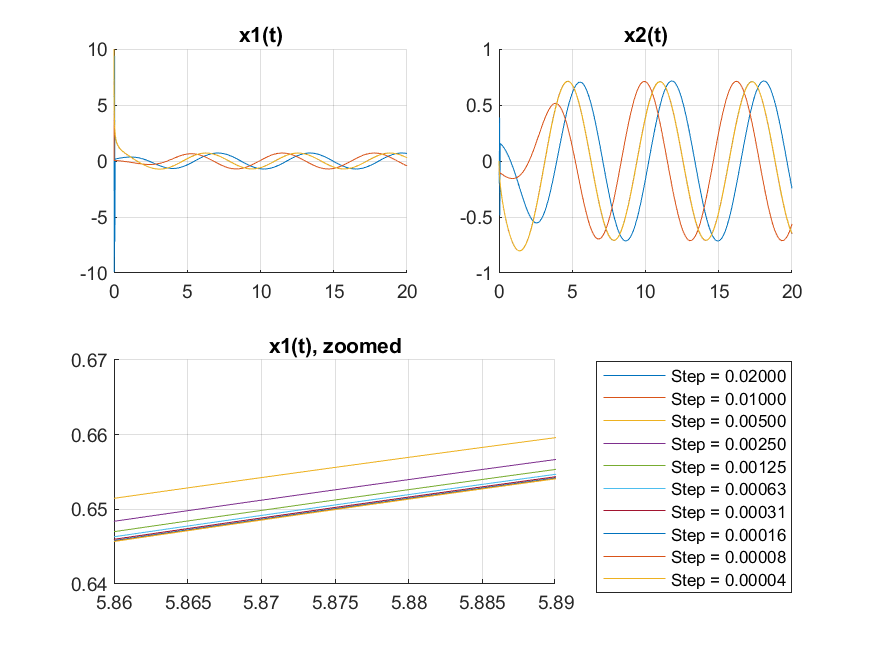 x1(t)
10
5
0
-5
-10
0
5
10
15
20
x2(t)
1
0.5
0
-0.5
-1
0
5
10
15
20
x1(t), zoomed
0.67
0.66
0.65
0.64
5.86
5.865
5.87
5.875
5.88
5.885
5.89
Step = 0.02000
Step = 0.01000
Step = 0.00500
Step = 0.00250
Step = 0.00125
Step = 0.00063
Step = 0.00031
Step = 0.00016
Step = 0.00008
Step = 0.00004